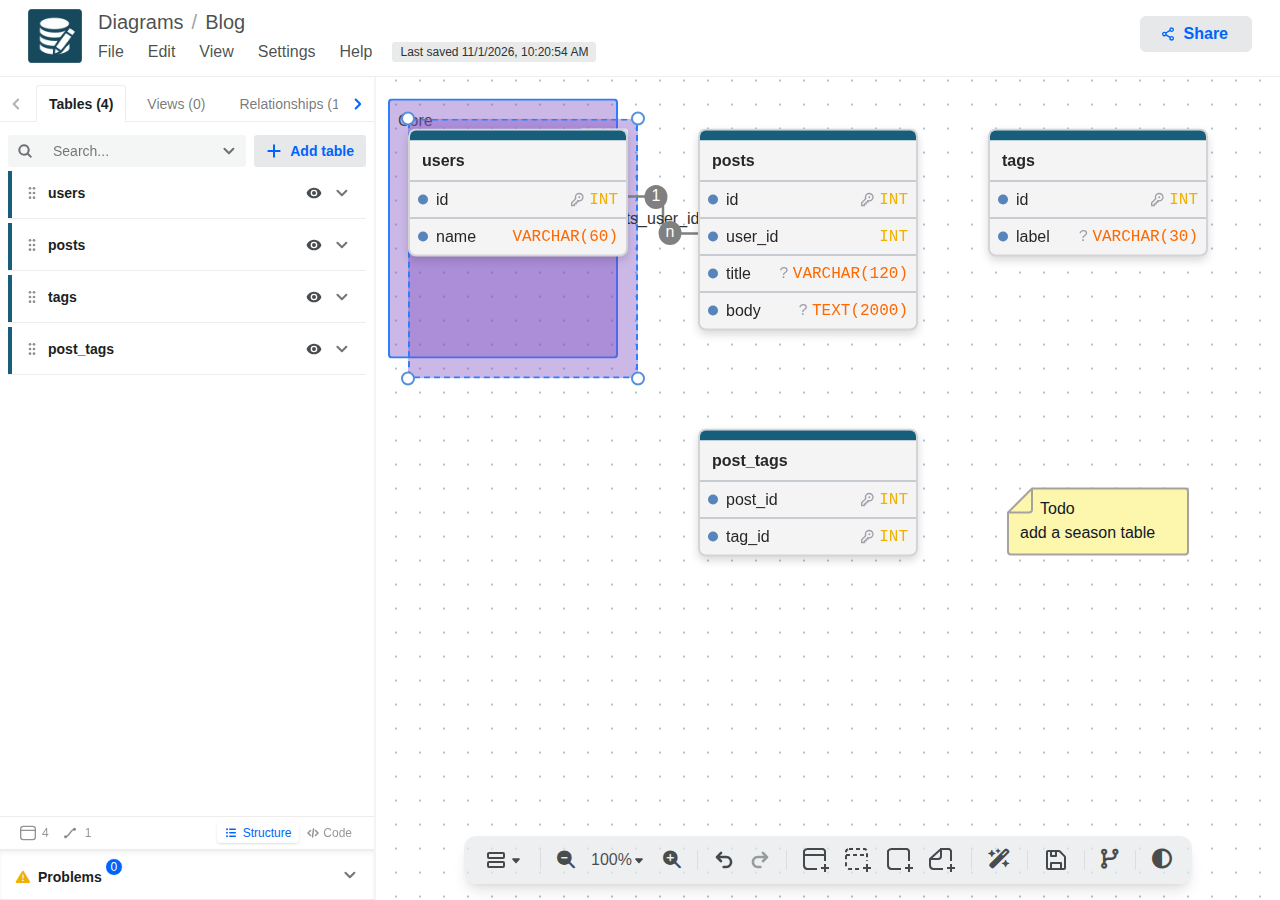 Diagrams / Blog
File Edit View Settings Help Last saved 11/1/2026, 10:20:54 AM
Share
Tables (4) Views (0) Relationships (1
Search...
Add table
users
posts
tags
post_tags
4 1 Structure Code
Problems 0
Core
users
id INT
name VARCHAR(60)
1
ts_user_id
n
posts
id INT
user_id INT
title ? VARCHAR(120)
body ? TEXT(2000)
tags
id INT
label ? VARCHAR(30)
post_tags
post_id INT
tag_id INT
Todo
add a season table
100%